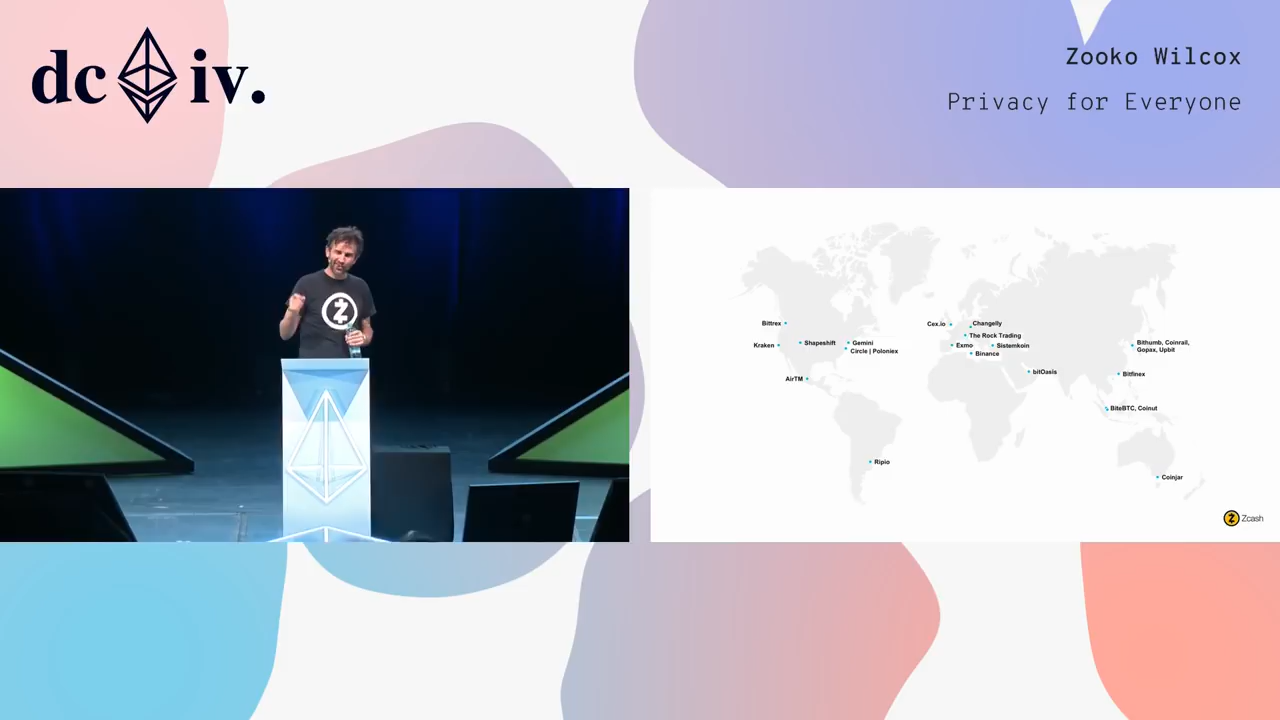 dc iv.
Zooko Wilcox
Privacy for Everyone
Bittrex
Kraken
Shapeshift
Gemini
Circle | Poloniex
AirTM
Ripio
Cex.io
Changelly
The Rock Trading
Exmo
Sistemkoin
Binance
bitOasis
Bithumb, Coinrail,
Gopax, Upbit
Bitfinex
BiteBTC, Coinut
Coinjar
Zcash